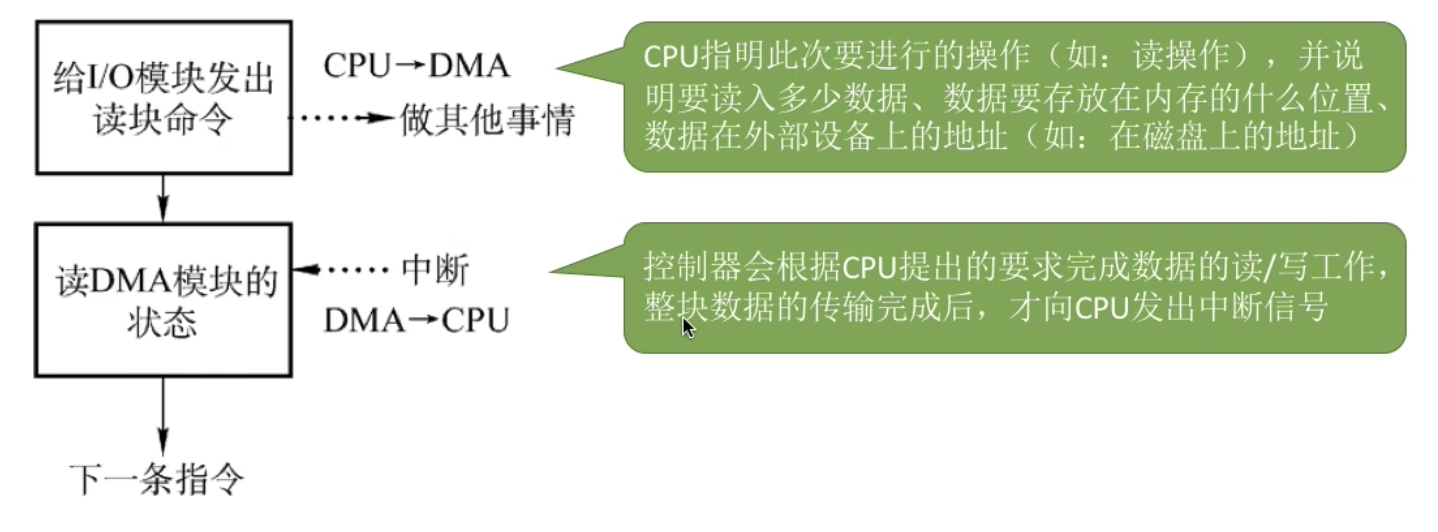 给I/O模块发出
读块命令
CPU→DMA
做其他事情
CPU指明此次要进行的操作（如：读操作），并说
明要读入多少数据、数据要存放在内存的什么位置、
数据在外部设备上的地址（如：在磁盘上的地址）
读DMA模块的
状态
中断
DMA→CPU
控制器会根据CPU提出的要求完成数据的读/写工作，
整块数据的传输完成后，才向CPU发出中断信号
下一条指令